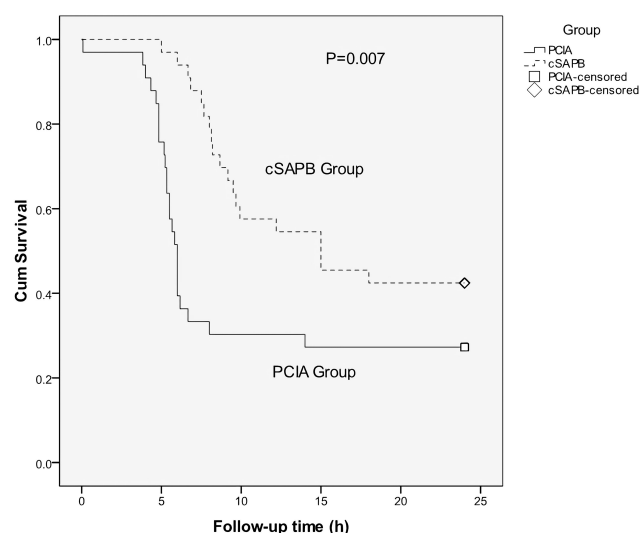 Group
PCIA
cSAPB
PCIA-censored
cSAPB-censored
P=0.007
cSAPB Group
PCIA Group
Cum Survival
1.0
0.8
0.6
0.4
0.2
0.0
0 5 10 15 20 25
Follow-up time (h)